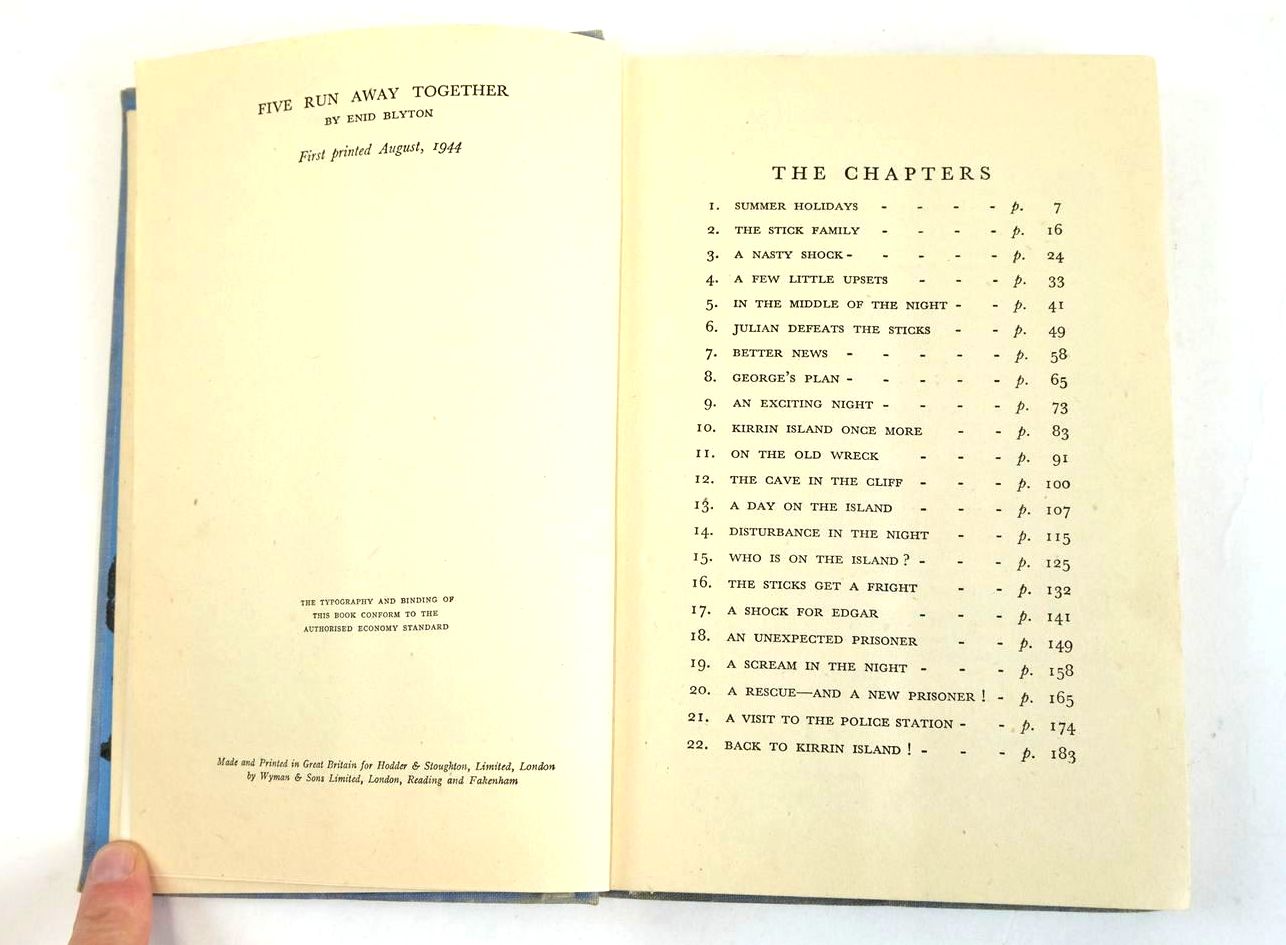 FIVE RUN AWAY TOGETHER
BY ENID BLYTON
First printed August, 1944
THE TYPOGRAPHY AND BINDING OF
THIS BOOK CONFORM TO THE
AUTHORISED ECONOMY STANDARD
Made and Printed in Great Britain for Hodder & Stoughton, Limited, London
by Wyman & Sons Limited, London, Reading and Fakenham
THE CHAPTERS
1. SUMMER HOLIDAYS - - - - p. 7
2. THE STICK FAMILY - - - - p. 16
3. A NASTY SHOCK - - - - - p. 24
4. A FEW LITTLE UPSETS - - - p. 33
5. IN THE MIDDLE OF THE NIGHT - - p. 41
6. JULIAN DEFEATS THE STICKS - - p. 49
7. BETTER NEWS - - - - - p. 58
8. GEORGE'S PLAN - - - - - p. 65
9. AN EXCITING NIGHT - - - - p. 73
10. KIRRIN ISLAND ONCE MORE - - p. 83
11. ON THE OLD WRECK - - - p. 91
12. THE CAVE IN THE CLIFF - - - p. 100
13. A DAY ON THE ISLAND - - - p. 107
14. DISTURBANCE IN THE NIGHT - - p. 115
15. WHO IS ON THE ISLAND? - - - p. 125
16. THE STICKS GET A FRIGHT - - p. 132
17. A SHOCK FOR EDGAR - - - p. 141
18. AN UNEXPECTED PRISONER - - p. 149
19. A SCREAM IN THE NIGHT - - - p. 158
20. A RESCUE—AND A NEW PRISONER! - p. 165
21. A VISIT TO THE POLICE STATION - - p. 174
22. BACK TO KIRRIN ISLAND! - - - p. 183